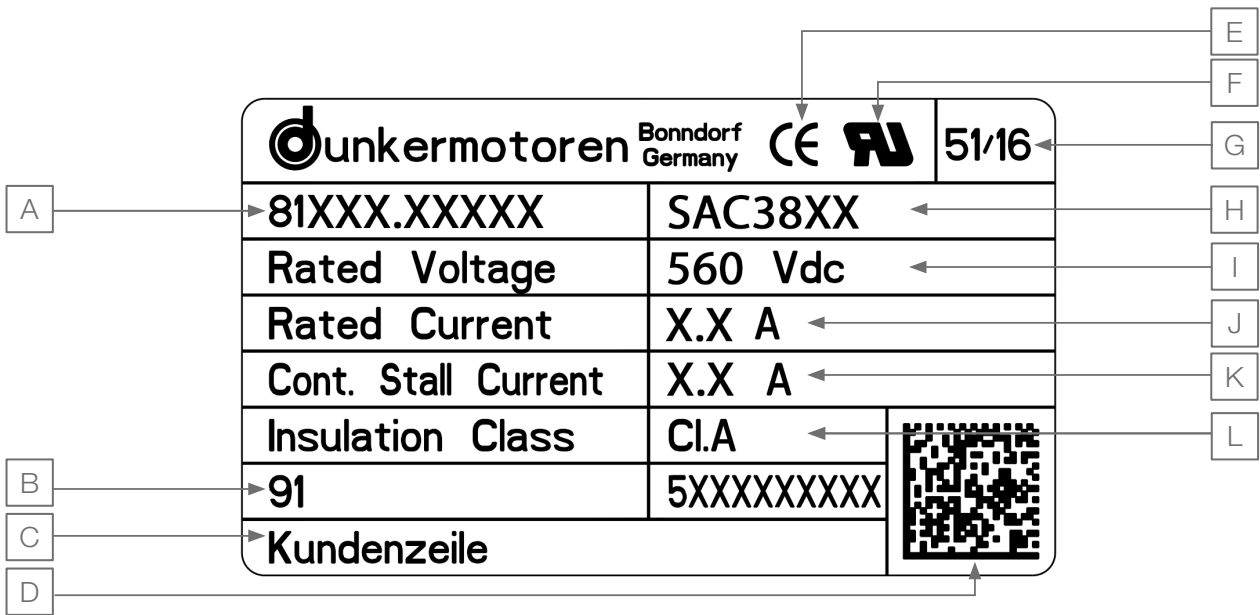 E
F
dunkermotoren Bonndorf Germany CE RU 51/16
G
A
81XXX.XXXXX SAC38XX
H
Rated Voltage 560 Vdc
I
Rated Current X.X A
J
Cont. Stall Current X.X A
K
Insulation Class Cl.A
L
B
91 5XXXXXXXXX
C
Kundenzeile
D